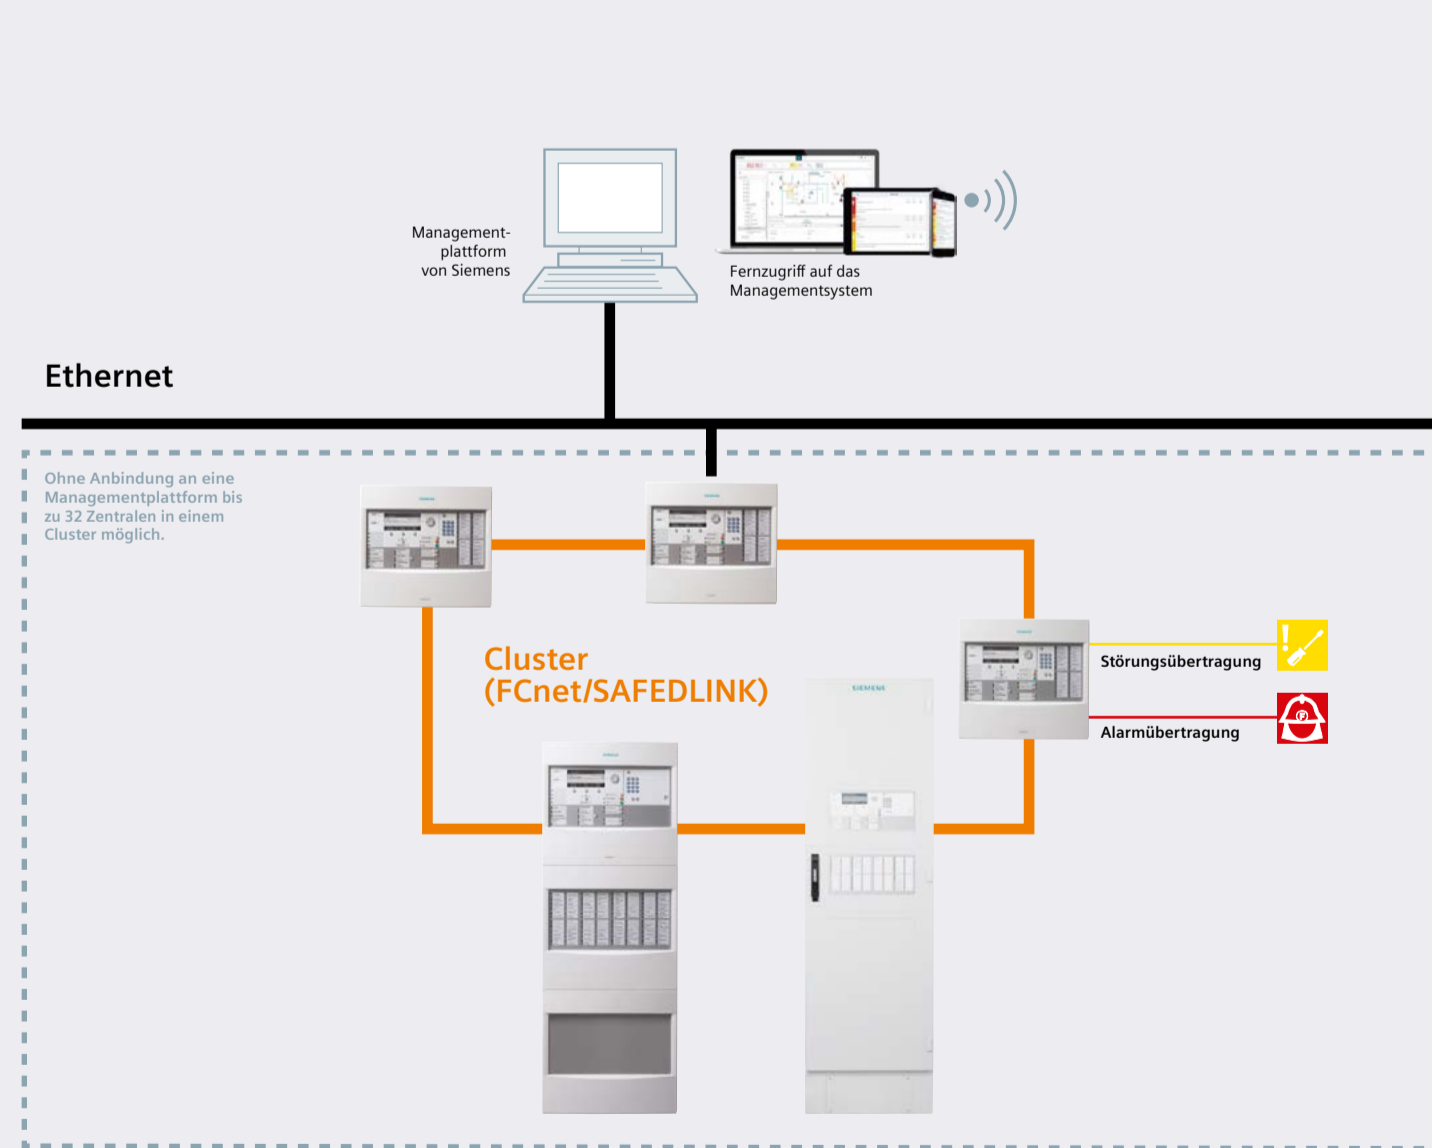 Management-
plattform
von Siemens
Fernzugriff auf das
Managementsystem
Ethernet
Ohne Anbindung an eine
Managementplattform bis
zu 32 Zentralen in einem
Cluster möglich.
Cluster
(FCnet/SAFEDLINK)
SIEMENS
Störungsübertragung
Alarmübertragung